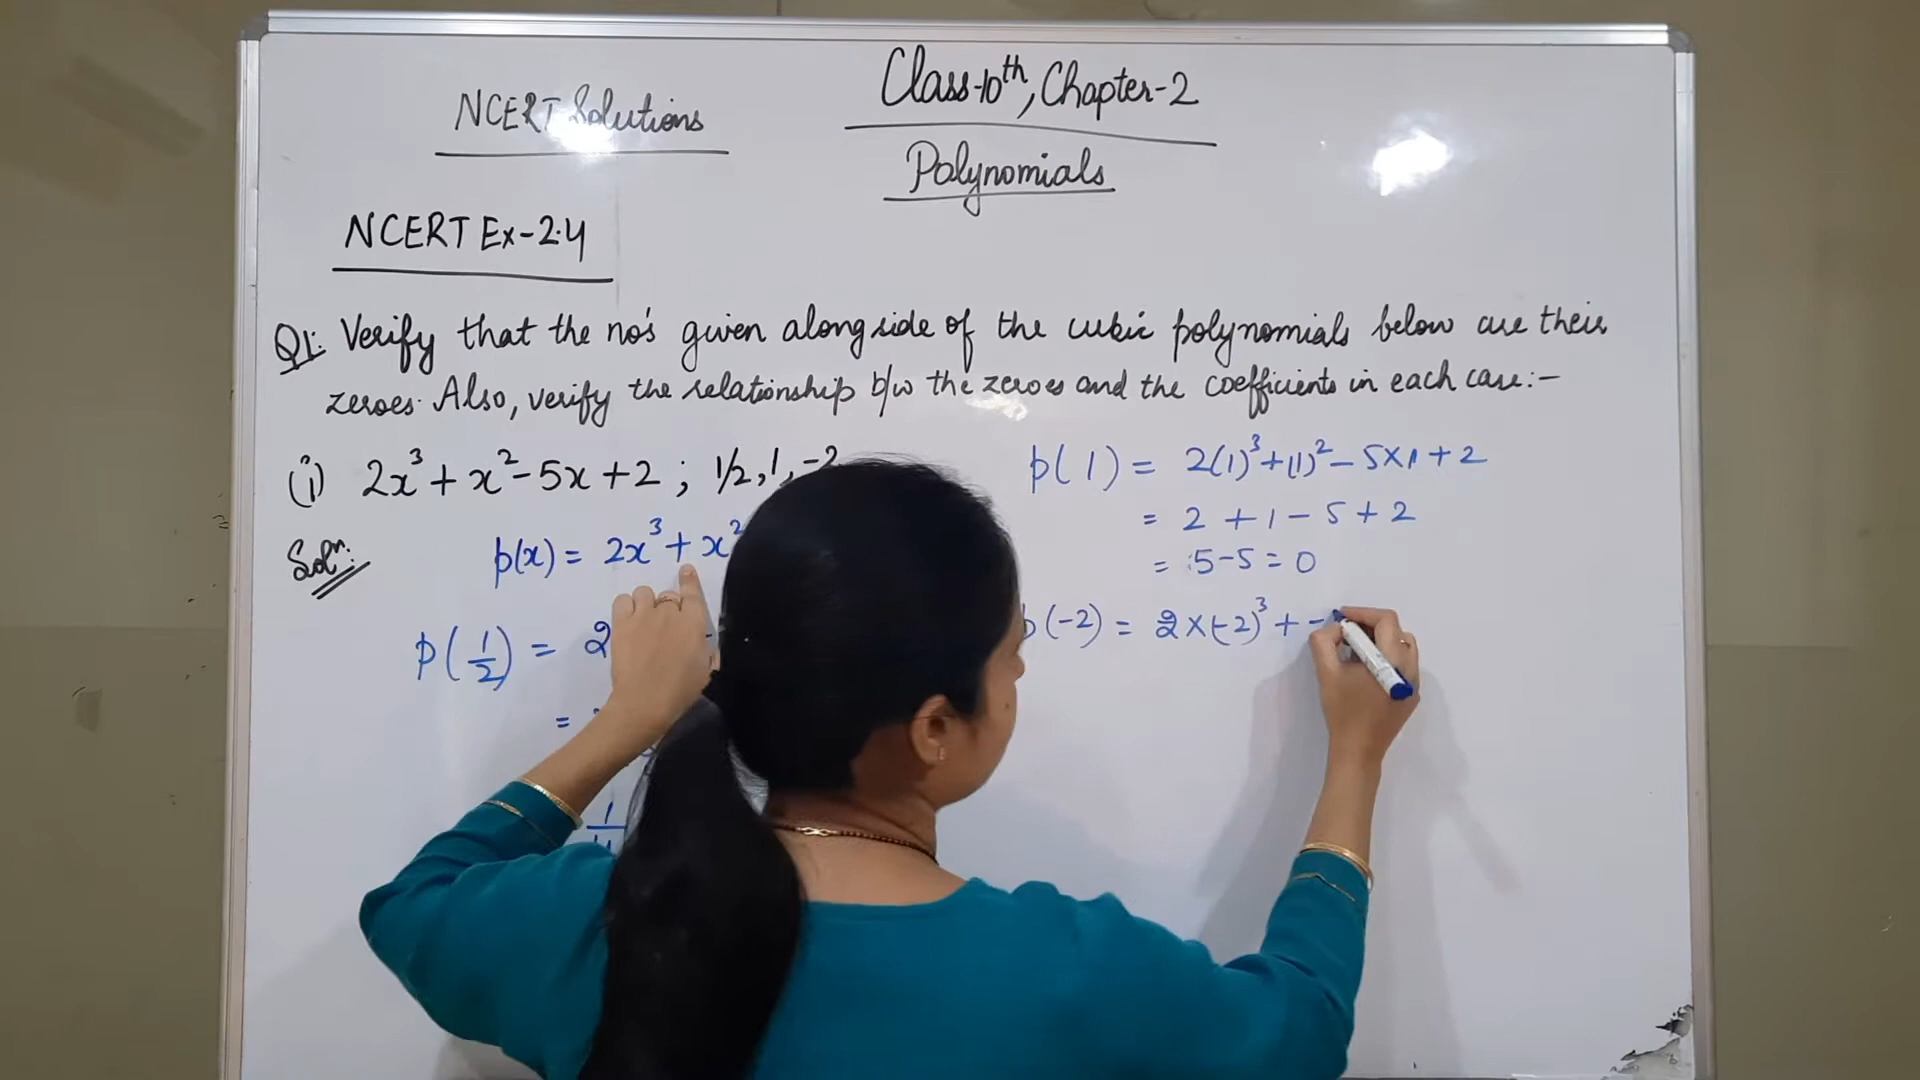 NCERT Solutions
Class-10th, Chapter-2
Polynomials
NCERT Ex-2.4
Q1: Verify that the no's given alongside of the cubic polynomials below are their
zeroes. Also, verify the relationship b/w the zeroes and the coefficients in each case:-
(i) 2x³ + x² - 5x + 2 ; 1/2, 1, -2
Solⁿ:
p(x) = 2x³ + x²
p(1/2) = 2
=
1
p(1) = 2(1)³ + (1)² - 5×1 + 2
= 2 + 1 - 5 + 2
= 5 - 5 = 0
p(-2) = 2×(-2)³ + -